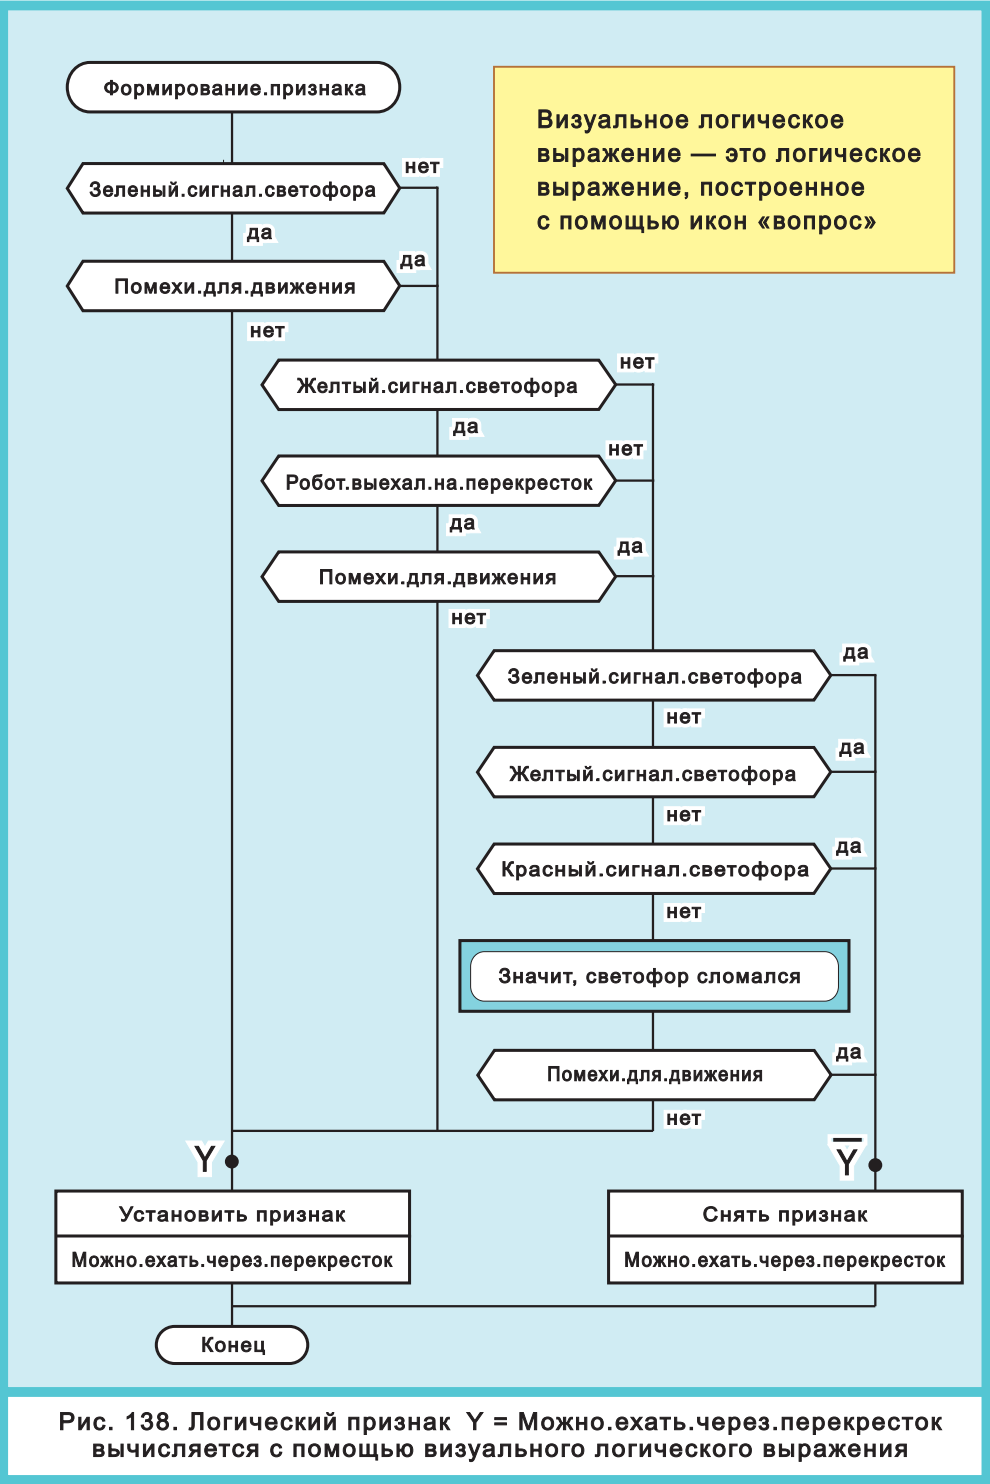 Формирование.признака
Визуальное логическое
выражение — это логическое
выражение, построенное
с помощью икон «вопрос»
Зеленый.сигнал.светофора
нет
да
Помехи.для.движения
да
нет
Желтый.сигнал.светофора
нет
да
Робот.выехал.на.перекресток
нет
да
Помехи.для.движения
да
нет
Зеленый.сигнал.светофора
да
нет
Желтый.сигнал.светофора
да
нет
Красный.сигнал.светофора
да
нет
Значит, светофор сломался
Помехи.для.движения
да
нет
Y
Y̅
Установить признак
Можно.ехать.через.перекресток
Снять признак
Можно.ехать.через.перекресток
Конец
Рис. 138. Логический признак Y = Можно.ехать.через.перекресток
вычисляется с помощью визуального логического выражения